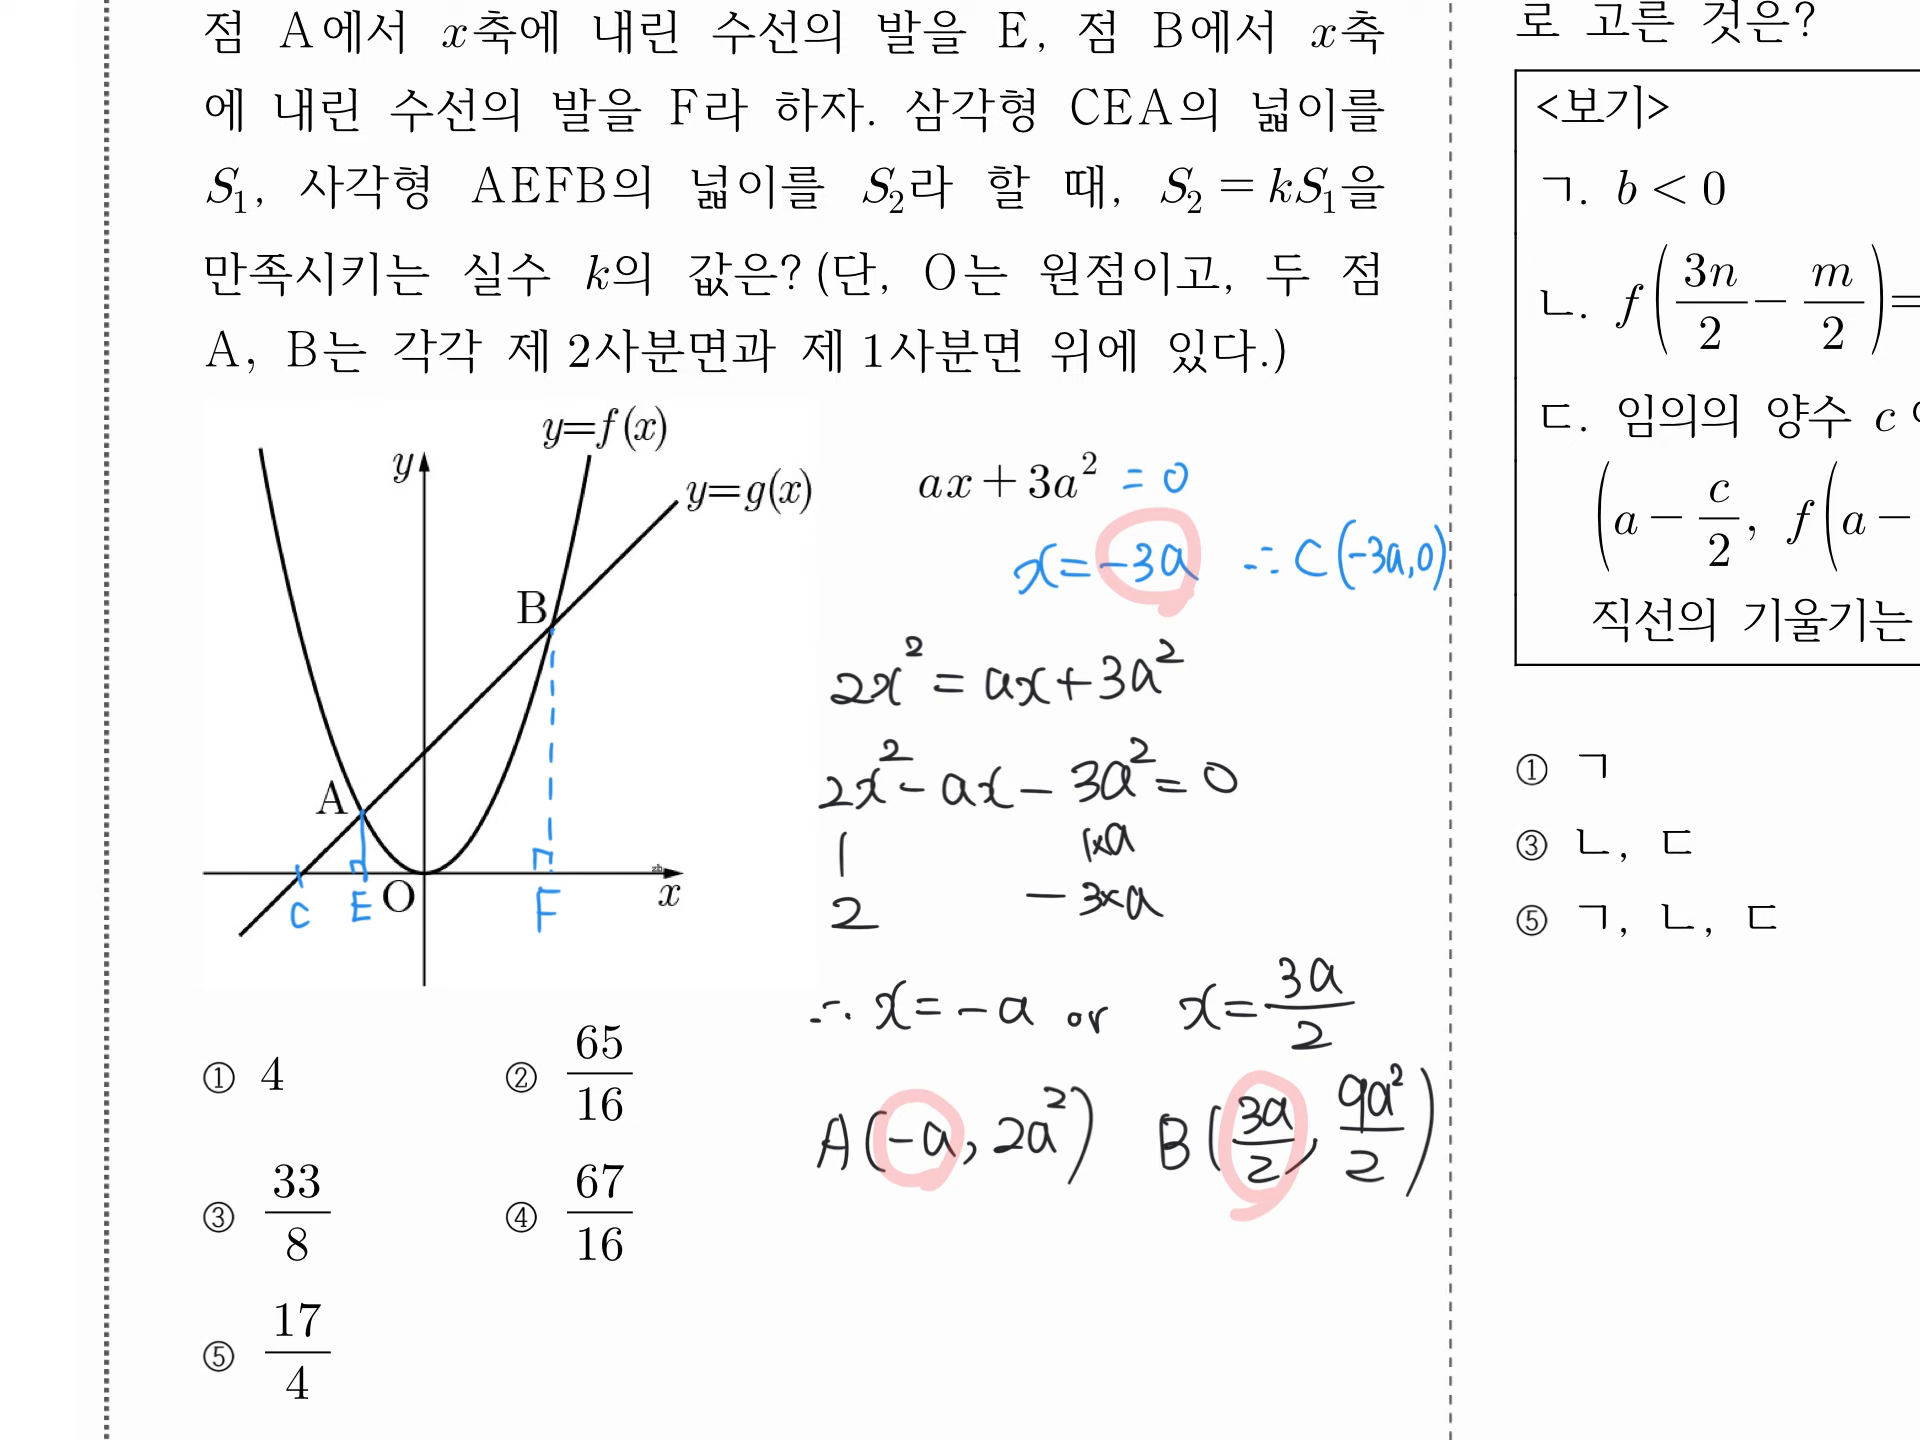 점 A에서 x축에 내린 수선의 발을 E, 점 B에서 x축
에 내린 수선의 발을 F라 하자. 삼각형 CEA의 넓이를
S₁, 사각형 AEFB의 넓이를 S₂라 할 때, S₂ = kS₁을
만족시키는 실수 k의 값은? (단, O는 원점이고, 두 점
A, B는 각각 제 2사분면과 제 1사분면 위에 있다.)
y=f(x)
y
y=g(x)
B
A
O
x
C
E
F
ax + 3a² = 0
x = -3a ∴ C(-3a, 0)
2x² = ax + 3a²
2x² - ax - 3a² = 0
1 1×a
2 -3×a
∴ x = -a or x = 3a/2
A(-a, 2a²) B(3a/2, 9a²/2)
① 4
② 65/16
③ 33/8
④ 67/16
⑤ 17/4
로 고른 것은?
<보기>
ㄱ. b < 0
ㄴ. f(3n/2 - m/2) =
ㄷ. 임의의 양수 c
(a - c/2, f(a -
직선의 기울기는
① ㄱ
③ ㄴ, ㄷ
⑤ ㄱ, ㄴ, ㄷ